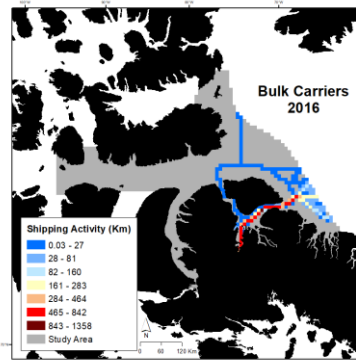 Bulk Carriers
2016
Shipping Activity (Km)
0.03 - 27
28 - 81
82 - 160
161 - 283
284 - 464
465 - 842
843 - 1358
Study Area
N
0 60 120 Km